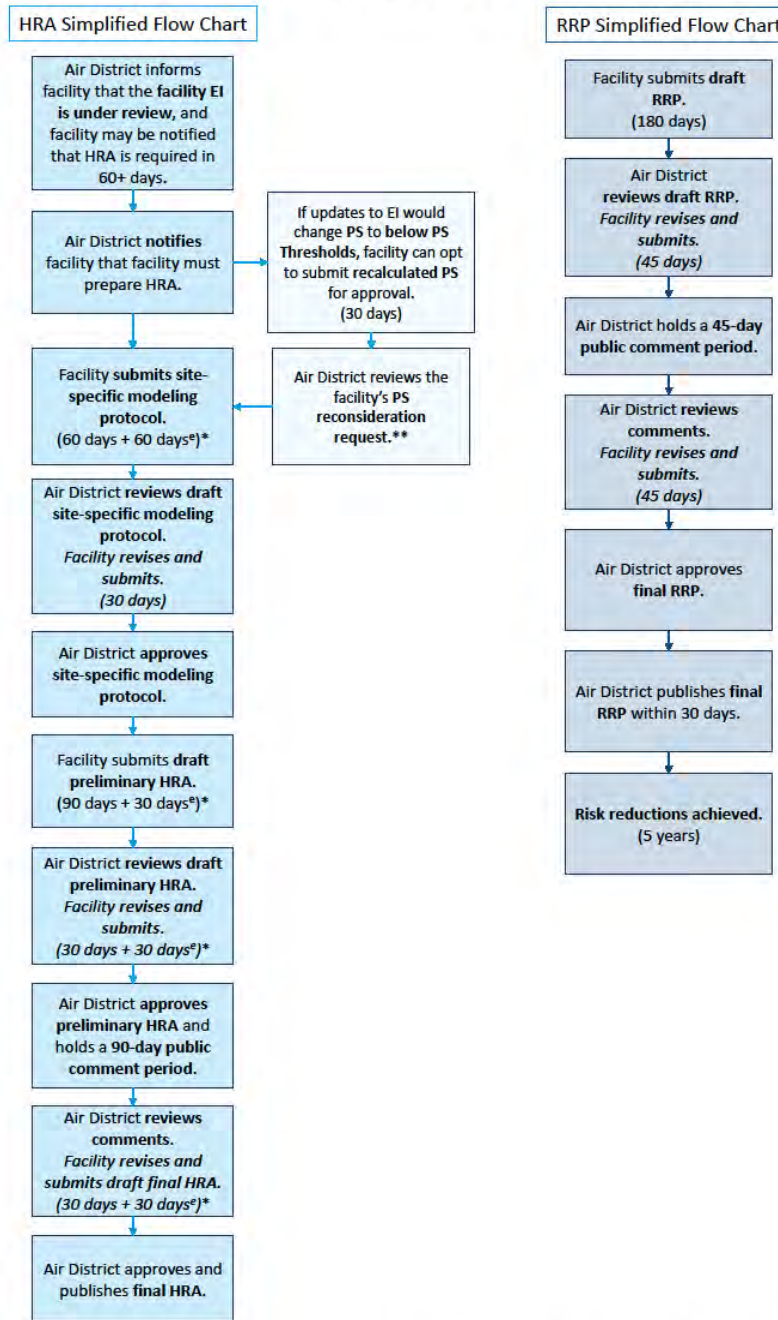 HRA Simplified Flow Chart
Air District informs
facility that the facility EI
is under review, and
facility may be notified
that HRA is required in
60+ days.
Air District notifies
facility that facility must
prepare HRA.
If updates to EI would
change PS to below PS
Thresholds, facility can opt
to submit recalculated PS
for approval.
(30 days)
Air District reviews the
facility's PS
reconsideration
request.**
Facility submits site-
specific modeling
protocol.
(60 days + 60 daysᵉ)*
Air District reviews draft
site-specific modeling
protocol.
Facility revises and
submits.
(30 days)
Air District approves
site-specific modeling
protocol.
Facility submits draft
preliminary HRA.
(90 days + 30 daysᵉ)*
Air District reviews draft
preliminary HRA.
Facility revises and
submits.
(30 days + 30 daysᵉ)*
Air District approves
preliminary HRA and
holds a 90-day public
comment period.
Air District reviews
comments.
Facility revises and
submits draft final HRA.
(30 days + 30 daysᵉ)*
Air District approves and
publishes final HRA.
RRP Simplified Flow Chart
Facility submits draft
RRP.
(180 days)
Air District
reviews draft RRP.
Facility revises and
submits.
(45 days)
Air District holds a 45-day
public comment period.
Air District reviews
comments.
Facility revises and
submits.
(45 days)
Air District approves
final RRP.
Air District publishes final
RRP within 30 days.
Risk reductions achieved.
(5 years)